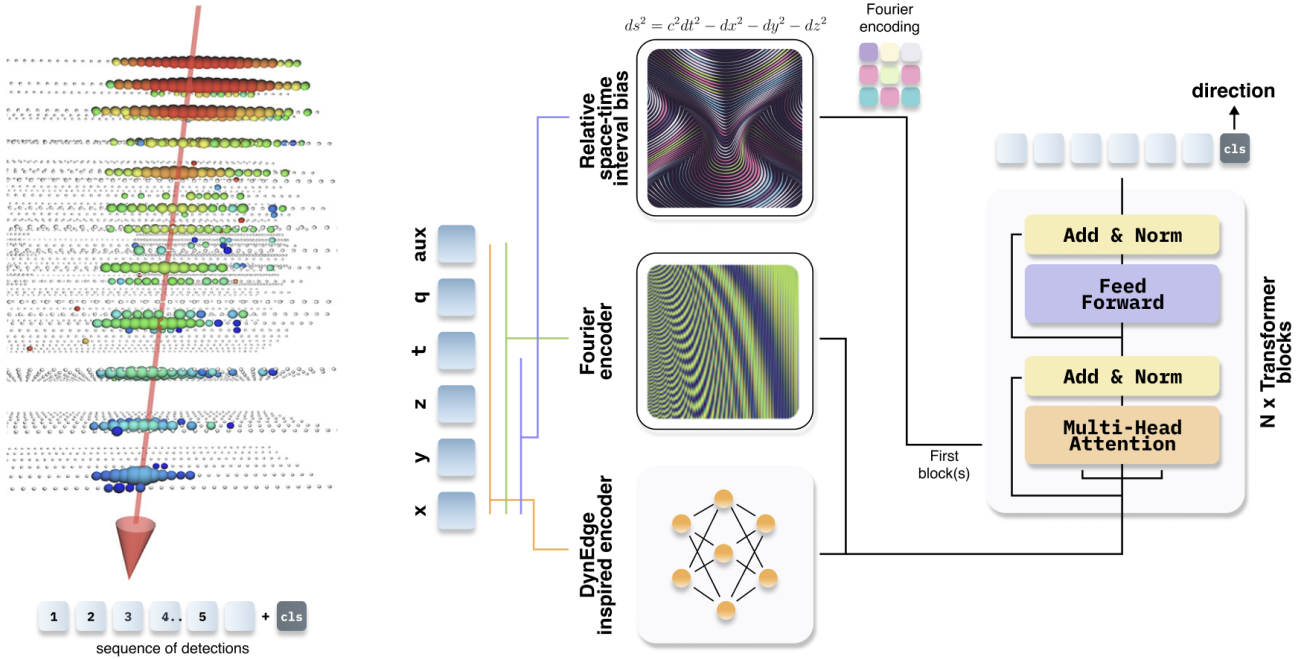 ds² = c²dt² − dx² − dy² − dz²
Fourier
encoding
Relative
space-time
interval bias
direction
cls
aux
q
t
z
y
x
Fourier
encoder
DynEdge
inspired encoder
First
block(s)
Add & Norm
Feed
Forward
Add & Norm
Multi-Head
Attention
N x Transformer
blocks
1 2 3 4.. 5 + cls
sequence of detections